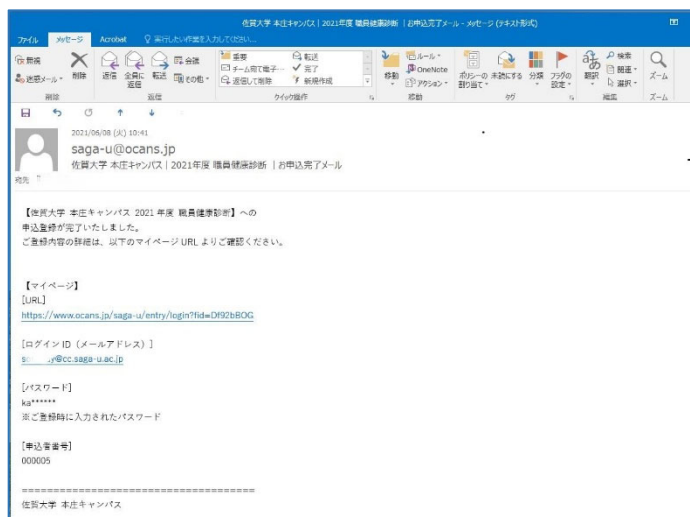 佐賀大学 本庄キャンパス | 2021年度 職員健康診断 | お申込完了メール - メッセージ (テキスト形式)
ファイル メッセージ Acrobat 実行したい作業を入力してください...
無視 削除 返信 全員に返信 転送 会議 重要 転送 移動 ルール ポリシーの割り当て 未読にする 分類 フラグの設定 翻訳 検索 ズーム
迷惑メール その他 チーム宛て電子… 完了 OneNote 関連
返信して削除 新規作成 アクション 選択
削除 返信 クイック操作 移動 タグ 編集 ズーム
2021/06/08 (火) 10:41
saga-u@ocans.jp
佐賀大学 本庄キャンパス | 2021年度 職員健康診断 | お申込完了メール
宛先
【佐賀大学 本庄キャンパス 2021 年度 職員健康診断】への
申込登録が完了いたしました。
ご登録内容の詳細は、以下のマイページ URL よりご確認ください。
【マイページ】
[URL]
https://www.ocans.jp/saga-u/entry/login?fid=Df92bBOG
[ログイン ID（メールアドレス）]
@cc.saga-u.ac.jp
[パスワード]
ka******
※ご登録時に入力されたパスワード
[申込者番号]
000005
=====================================
佐賀大学 本庄キャンパス